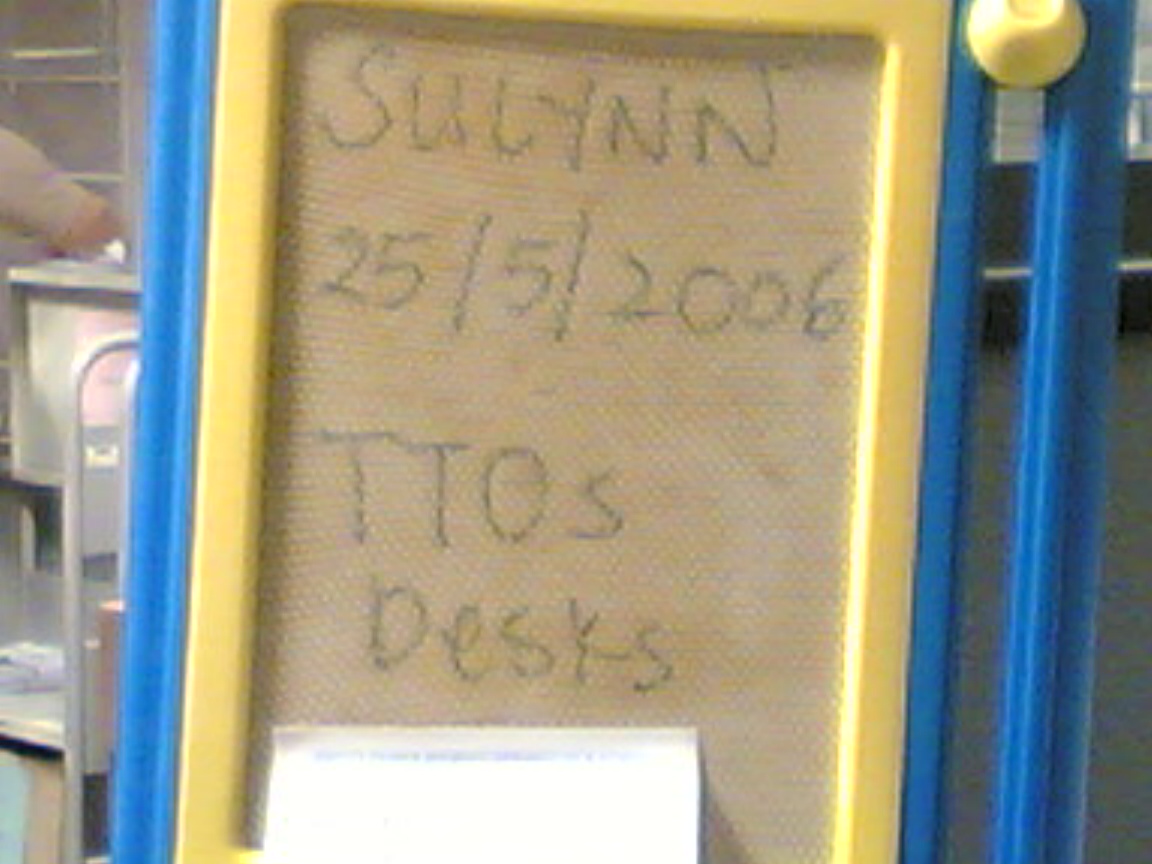 SULYNN
25/5/2006
TTOs
Desks